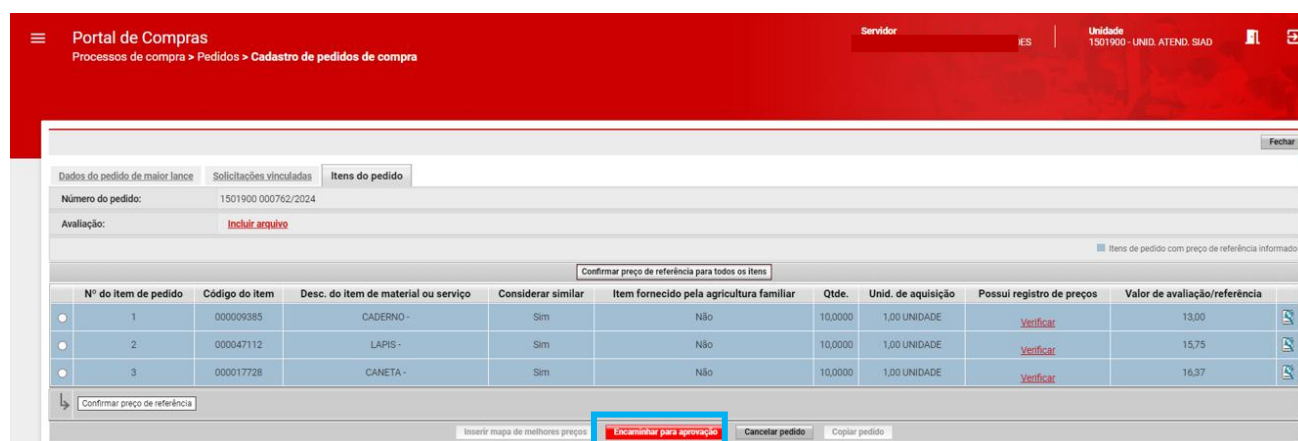 Portal de Compras
Processos de compra > Pedidos > Cadastro de pedidos de compra
Servidor
DES
Unidade
1501900 - UNID. ATEND. SIAD
Fechar
Dados do pedido de maior lance Solicitações vinculadas Itens do pedido
Número do pedido: 1501900 000762/2024
Avaliação: Incluir arquivo
Itens de pedido com preço de referência informado
Confirmar preço de referência para todos os itens
Nº do item de pedido Código do item Desc. do item de material ou serviço Considerar similar Item fornecido pela agricultura familiar Qtde. Unid. de aquisição Possui registro de preços Valor de avaliação/referência
1 000009385 CADERNO - Sim Não 10,0000 1,00 UNIDADE Verificar 13,00
2 000047112 LAPIS - Sim Não 10,0000 1,00 UNIDADE Verificar 15,75
3 000017728 CANETA - Sim Não 10,0000 1,00 UNIDADE Verificar 16,37
Confirmar preço de referência
Inserir mapa de melhores preços Encaminhar para aprovação Cancelar pedido Copiar pedido